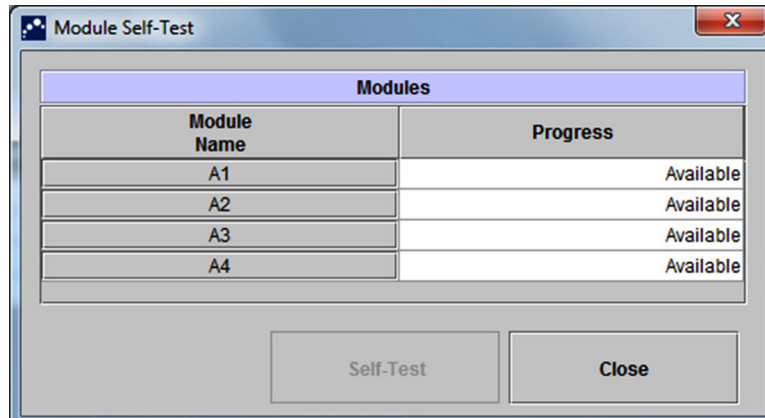 Module Self-Test
Modules
Module
Name
Progress
A1 Available
A2 Available
A3 Available
A4 Available
Self-Test Close